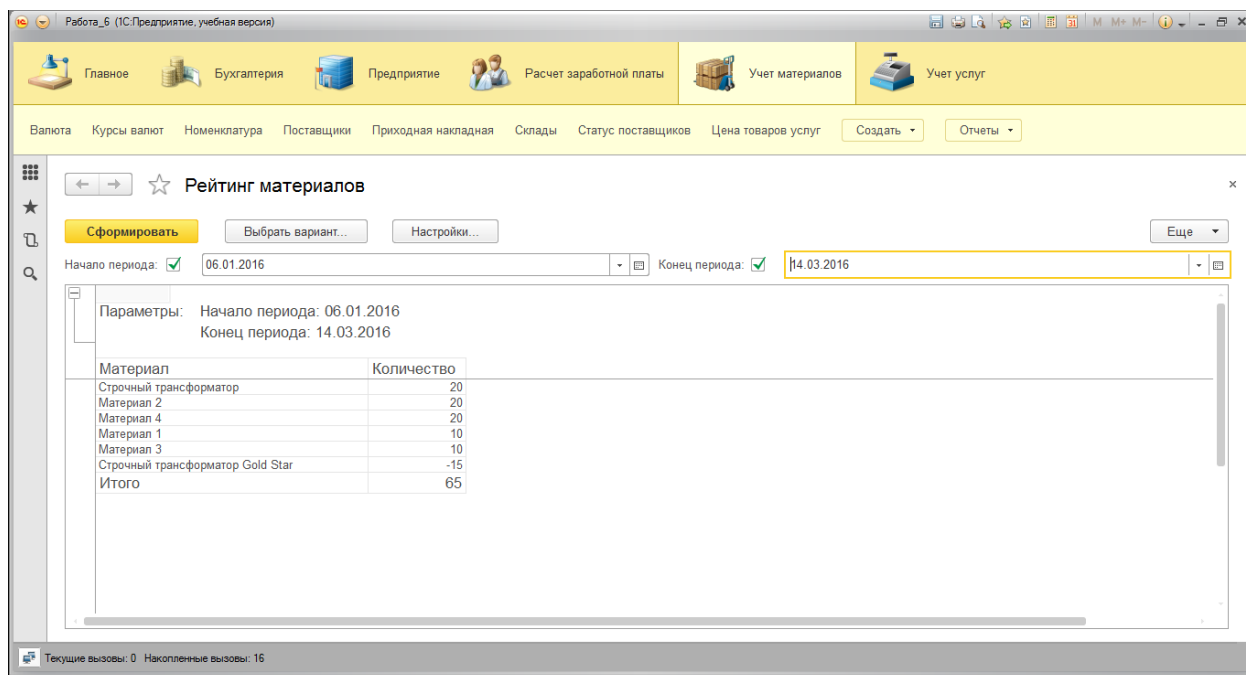 Работа_6 (1С:Предприятие, учебная версия)
M M+ M-
Главное Бухгалтерия Предприятие Расчет заработной платы Учет материалов Учет услуг
Валюта Курсы валют Номенклатура Поставщики Приходная накладная Склады Статус поставщиков Цена товаров услуг Создать Отчеты
Рейтинг материалов
Сформировать Выбрать вариант... Настройки... Еще
Начало периода: 06.01.2016 Конец периода: 14.03.2016
Параметры: Начало периода: 06.01.2016
Конец периода: 14.03.2016
Материал Количество
Строчный трансформатор 20
Материал 2 20
Материал 4 20
Материал 1 10
Материал 3 10
Строчный трансформатор Gold Star -15
Итого 65
Текущие вызовы: 0 Накопленные вызовы: 16